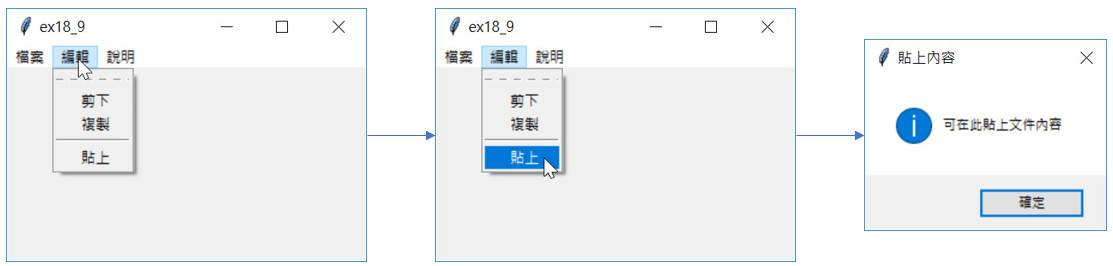 ex18_9
檔案 編輯 說明
剪下
複製
貼上
ex18_9
檔案 編輯 說明
剪下
複製
貼上
貼上內容
可在此貼上文件內容
確定